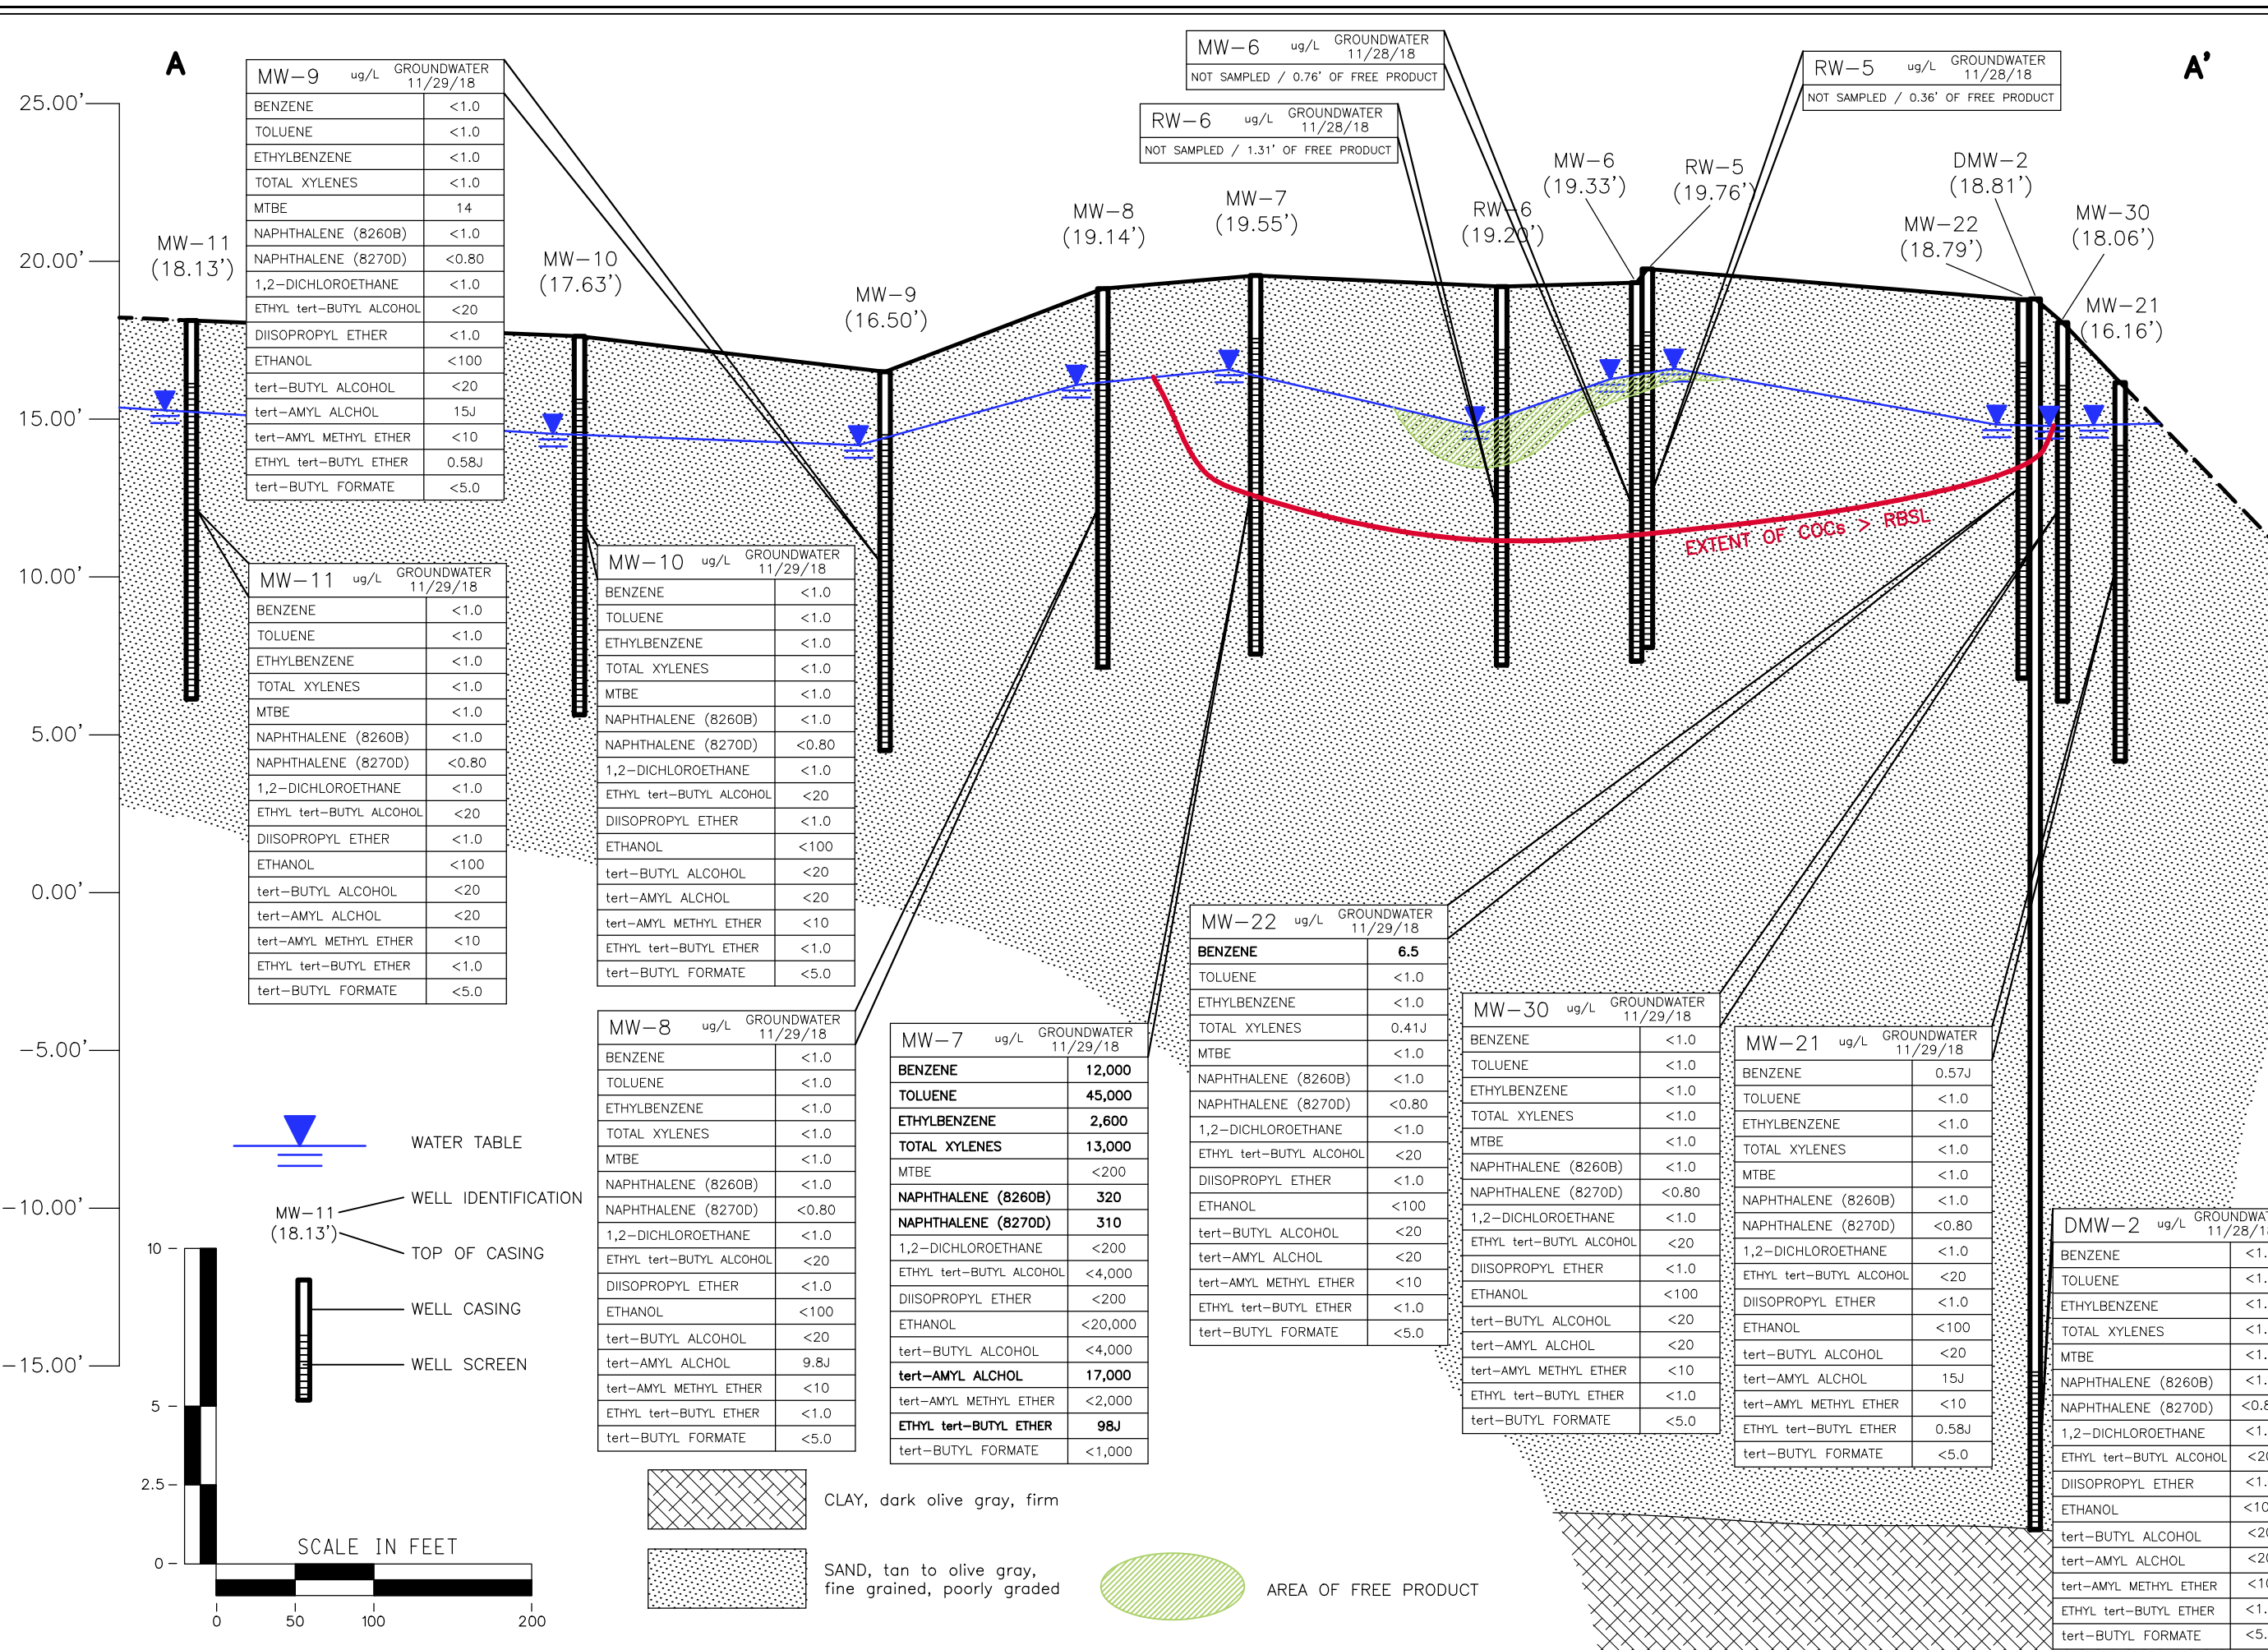 A
A'
25.00'
20.00'
15.00'
10.00'
5.00'
0.00'
−5.00'
−10.00'
−15.00'
MW−9 ug/L GROUNDWATER 11/29/18
BENZENE <1.0
TOLUENE <1.0
ETHYLBENZENE <1.0
TOTAL XYLENES <1.0
MTBE 14
NAPHTHALENE (8260B) <1.0
NAPHTHALENE (8270D) <0.80
1,2−DICHLOROETHANE <1.0
ETHYL tert−BUTYL ALCOHOL <20
DIISOPROPYL ETHER <1.0
ETHANOL <100
tert−BUTYL ALCOHOL <20
tert−AMYL ALCHOL 15J
tert−AMYL METHYL ETHER <10
ETHYL tert−BUTYL ETHER 0.58J
tert−BUTYL FORMATE <5.0
MW−6 ug/L GROUNDWATER 11/28/18
NOT SAMPLED / 0.76' OF FREE PRODUCT
RW−6 ug/L GROUNDWATER 11/28/18
NOT SAMPLED / 1.31' OF FREE PRODUCT
RW−5 ug/L GROUNDWATER 11/28/18
NOT SAMPLED / 0.36' OF FREE PRODUCT
MW−11
(18.13')
MW−10
(17.63')
MW−9
(16.50')
MW−8
(19.14')
MW−7
(19.55')
RW−6
(19.20')
MW−6
(19.33')
RW−5
(19.76')
DMW−2
(18.81')
MW−22
(18.79')
MW−30
(18.06')
MW−21
(16.16')
EXTENT OF COCs > RBSL
MW−11 ug/L GROUNDWATER 11/29/18
BENZENE <1.0
TOLUENE <1.0
ETHYLBENZENE <1.0
TOTAL XYLENES <1.0
MTBE <1.0
NAPHTHALENE (8260B) <1.0
NAPHTHALENE (8270D) <0.80
1,2−DICHLOROETHANE <1.0
ETHYL tert−BUTYL ALCOHOL <20
DIISOPROPYL ETHER <1.0
ETHANOL <100
tert−BUTYL ALCOHOL <20
tert−AMYL ALCHOL <20
tert−AMYL METHYL ETHER <10
ETHYL tert−BUTYL ETHER <1.0
tert−BUTYL FORMATE <5.0
MW−10 ug/L GROUNDWATER 11/29/18
BENZENE <1.0
TOLUENE <1.0
ETHYLBENZENE <1.0
TOTAL XYLENES <1.0
MTBE <1.0
NAPHTHALENE (8260B) <1.0
NAPHTHALENE (8270D) <0.80
1,2−DICHLOROETHANE <1.0
ETHYL tert−BUTYL ALCOHOL <20
DIISOPROPYL ETHER <1.0
ETHANOL <100
tert−BUTYL ALCOHOL <20
tert−AMYL ALCHOL <20
tert−AMYL METHYL ETHER <10
ETHYL tert−BUTYL ETHER <1.0
tert−BUTYL FORMATE <5.0
MW−8 ug/L GROUNDWATER 11/29/18
BENZENE <1.0
TOLUENE <1.0
ETHYLBENZENE <1.0
TOTAL XYLENES <1.0
MTBE <1.0
NAPHTHALENE (8260B) <1.0
NAPHTHALENE (8270D) <0.80
1,2−DICHLOROETHANE <1.0
ETHYL tert−BUTYL ALCOHOL <20
DIISOPROPYL ETHER <1.0
ETHANOL <100
tert−BUTYL ALCOHOL <20
tert−AMYL ALCHOL 9.8J
tert−AMYL METHYL ETHER <10
ETHYL tert−BUTYL ETHER <1.0
tert−BUTYL FORMATE <5.0
MW−7 ug/L GROUNDWATER 11/29/18
BENZENE 12,000
TOLUENE 45,000
ETHYLBENZENE 2,600
TOTAL XYLENES 13,000
MTBE <200
NAPHTHALENE (8260B) 320
NAPHTHALENE (8270D) 310
1,2−DICHLOROETHANE <200
ETHYL tert−BUTYL ALCOHOL <4,000
DIISOPROPYL ETHER <200
ETHANOL <20,000
tert−BUTYL ALCOHOL <4,000
tert−AMYL ALCHOL 17,000
tert−AMYL METHYL ETHER <2,000
ETHYL tert−BUTYL ETHER 98J
tert−BUTYL FORMATE <1,000
MW−22 ug/L GROUNDWATER 11/29/18
BENZENE 6.5
TOLUENE <1.0
ETHYLBENZENE <1.0
TOTAL XYLENES 0.41J
MTBE <1.0
NAPHTHALENE (8260B) <1.0
NAPHTHALENE (8270D) <0.80
1,2−DICHLOROETHANE <1.0
ETHYL tert−BUTYL ALCOHOL <20
DIISOPROPYL ETHER <1.0
ETHANOL <100
tert−BUTYL ALCOHOL <20
tert−AMYL ALCHOL <20
tert−AMYL METHYL ETHER <10
ETHYL tert−BUTYL ETHER <1.0
tert−BUTYL FORMATE <5.0
MW−30 ug/L GROUNDWATER 11/29/18
BENZENE <1.0
TOLUENE <1.0
ETHYLBENZENE <1.0
TOTAL XYLENES <1.0
MTBE <1.0
NAPHTHALENE (8260B) <1.0
NAPHTHALENE (8270D) <0.80
1,2−DICHLOROETHANE <1.0
ETHYL tert−BUTYL ALCOHOL <20
DIISOPROPYL ETHER <1.0
ETHANOL <100
tert−BUTYL ALCOHOL <20
tert−AMYL ALCHOL <20
tert−AMYL METHYL ETHER <10
ETHYL tert−BUTYL ETHER <1.0
tert−BUTYL FORMATE <5.0
MW−21 ug/L GROUNDWATER 11/29/18
BENZENE 0.57J
TOLUENE <1.0
ETHYLBENZENE <1.0
TOTAL XYLENES <1.0
MTBE <1.0
NAPHTHALENE (8260B) <1.0
NAPHTHALENE (8270D) <0.80
1,2−DICHLOROETHANE <1.0
ETHYL tert−BUTYL ALCOHOL <20
DIISOPROPYL ETHER <1.0
ETHANOL <100
tert−BUTYL ALCOHOL <20
tert−AMYL ALCHOL 15J
tert−AMYL METHYL ETHER <10
ETHYL tert−BUTYL ETHER 0.58J
tert−BUTYL FORMATE <5.0
DMW−2 ug/L
BENZENE
TOLUENE
ETHYLBENZENE
TOTAL XYLENES
MTBE
NAPHTHALENE (8260B)
NAPHTHALENE (8270D)
1,2−DICHLOROETHANE
ETHYL tert−BUTYL ALCOHOL
DIISOPROPYL ETHER
ETHANOL
tert−BUTYL ALCOHOL
tert−AMYL ALCHOL
tert−AMYL METHYL ETHER
ETHYL tert−BUTYL ETHER
tert−BUTYL FORMATE
WATER TABLE
MW−11
(18.13')
WELL IDENTIFICATION
TOP OF CASING
WELL CASING
WELL SCREEN
10
5
2.5
0
SCALE IN FEET
0 50 100 200
CLAY, dark olive gray, firm
SAND, tan to olive gray,
fine grained, poorly graded
AREA OF FREE PRODUCT